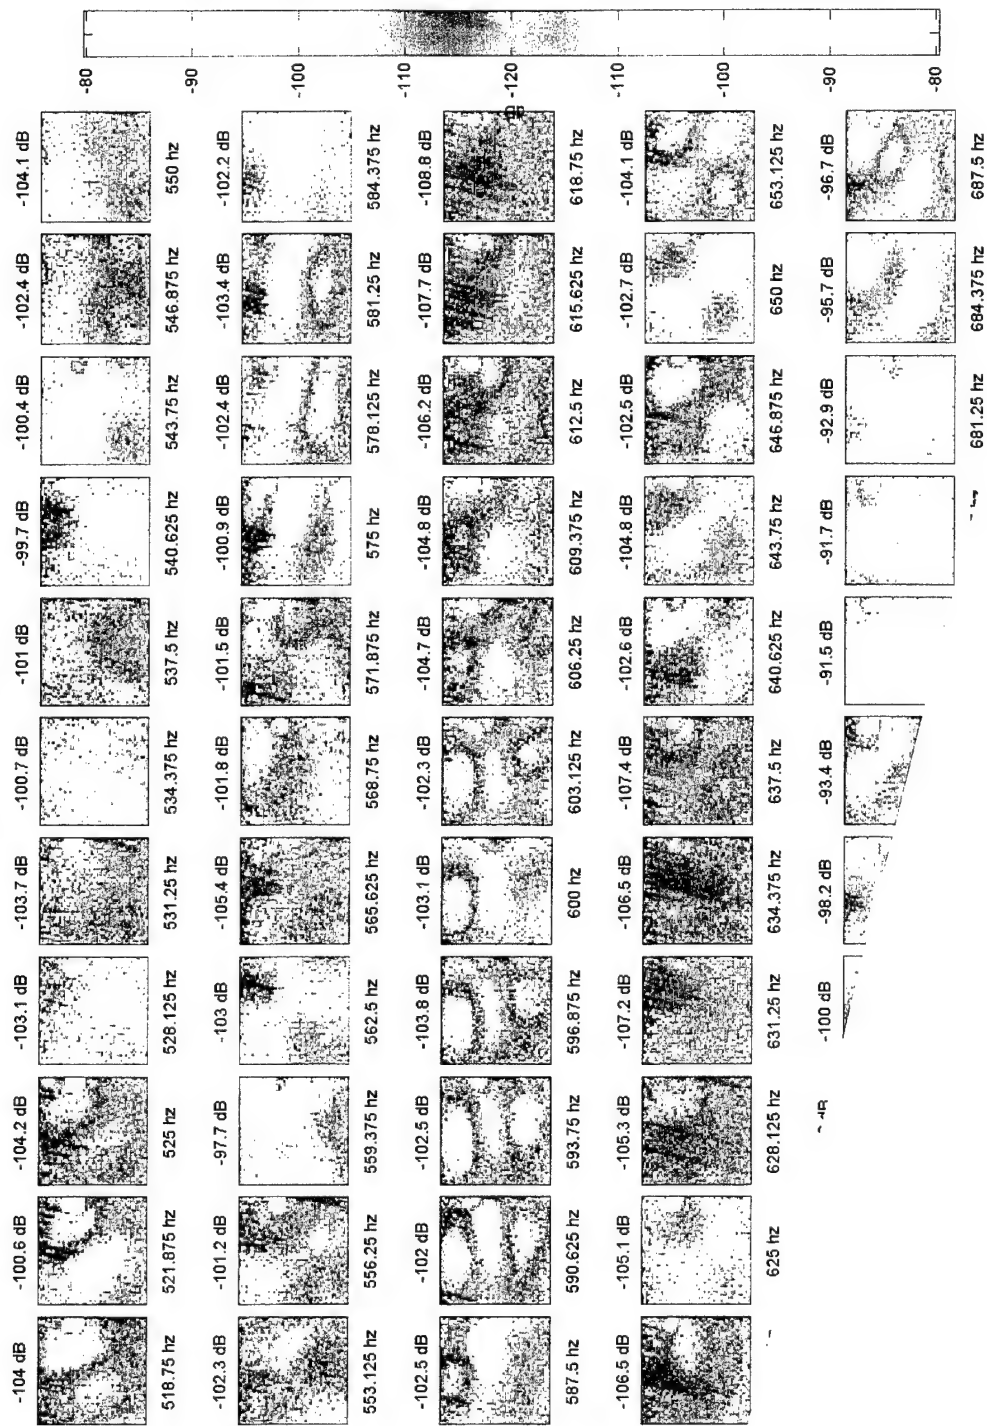 -104 dB -100.6 dB -104.2 dB -103.1 dB -103.7 dB -100.7 dB -101 dB -99.7 dB -100.4 dB -102.4 dB -104.1 dB
518.75 hz 521.875 hz 525 hz 528.125 hz 531.25 hz 534.375 hz 537.5 hz 540.625 hz 543.75 hz 546.875 hz 550 hz
-102.3 dB -101.2 dB -97.7 dB -103 dB -105.4 dB -101.8 dB -101.5 dB -100.9 dB -102.4 dB -103.4 dB -102.2 dB
553.125 hz 556.25 hz 559.375 hz 562.5 hz 565.625 hz 568.75 hz 571.875 hz 575 hz 578.125 hz 581.25 hz 584.375 hz
-102.5 dB -102 dB -102.5 dB -103.8 dB -103.1 dB -102.3 dB -104.7 dB -104.8 dB -106.2 dB -107.7 dB -108.8 dB
587.5 hz 590.625 hz 593.75 hz 596.875 hz 600 hz 603.125 hz 606.25 hz 609.375 hz 612.5 hz 615.625 hz 618.75 hz
-106.5 dB -105.1 dB -105.3 dB -107.2 dB -106.5 dB -107.4 dB -102.6 dB -104.8 dB -102.5 dB -102.7 dB -104.1 dB
625 hz 628.125 hz 631.25 hz 634.375 hz 637.5 hz 640.625 hz 643.75 hz 646.875 hz 650 hz 653.125 hz
-100 dB -98.2 dB -93.4 dB -91.5 dB -91.7 dB -92.9 dB -95.7 dB -96.7 dB
681.25 hz 684.375 hz 687.5 hz
-80
-90
-100
-110
-120
-110
-100
-90
-80